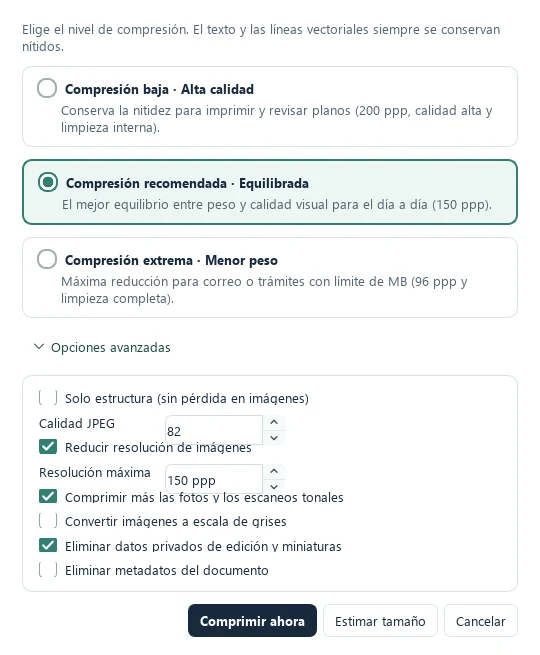 Elige el nivel de compresión. El texto y las líneas vectoriales siempre se conservan
nítidos.
Compresión baja · Alta calidad
Conserva la nitidez para imprimir y revisar planos (200 ppp, calidad alta y
limpieza interna).
Compresión recomendada · Equilibrada
El mejor equilibrio entre peso y calidad visual para el día a día (150 ppp).
Compresión extrema · Menor peso
Máxima reducción para correo o trámites con límite de MB (96 ppp y
limpieza completa).
Opciones avanzadas
Solo estructura (sin pérdida en imágenes)
Calidad JPEG 82
Reducir resolución de imágenes
Resolución máxima 150 ppp
Comprimir más las fotos y los escaneos tonales
Convertir imágenes a escala de grises
Eliminar datos privados de edición y miniaturas
Eliminar metadatos del documento
Comprimir ahora Estimar tamaño Cancelar